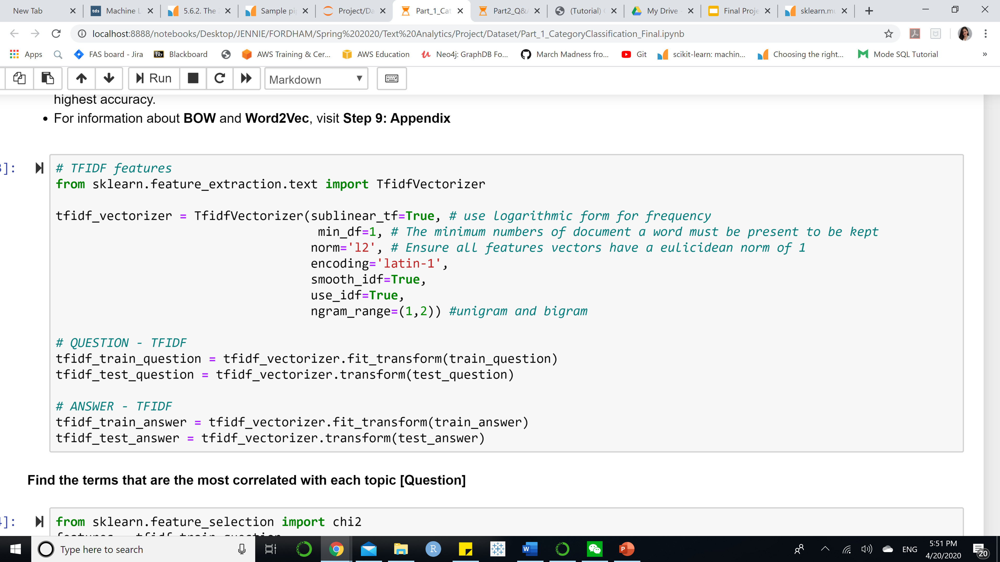 New Tab
tds Machine L
5.6.2. The
Sample pi
Project/Da
Part_1_Cat
Part2_Q&
(Tutorial)
My Drive -
Final Proje
sklearn.mu
localhost:8888/notebooks/Desktop/JENNIE/FORDHAM/Spring%202020/Text%20Analytics/Project/Dataset/Part_1_CategoryClassification_Final.ipynb
Apps
FAS board - Jira
Bb Blackboard
AWS Training & Cer...
AWS Education
Neo4j: GraphDB Fo...
March Madness fro...
Git
scikit-learn: machin...
Choosing the right...
Mode SQL Tutorial
»
Run
Markdown
highest accuracy.
• For information about BOW and Word2Vec, visit Step 9: Appendix
]:
# TFIDF features
from sklearn.feature_extraction.text import TfidfVectorizer
tfidf_vectorizer = TfidfVectorizer(sublinear_tf=True, # use logarithmic form for frequency
min_df=1, # The minimum numbers of document a word must be present to be kept
norm='l2', # Ensure all features vectors have a eulicidean norm of 1
encoding='latin-1',
smooth_idf=True,
use_idf=True,
ngram_range=(1,2)) #unigram and bigram
# QUESTION - TFIDF
tfidf_train_question = tfidf_vectorizer.fit_transform(train_question)
tfidf_test_question = tfidf_vectorizer.transform(test_question)
# ANSWER - TFIDF
tfidf_train_answer = tfidf_vectorizer.fit_transform(train_answer)
tfidf_test_answer = tfidf_vectorizer.transform(test_answer)
Find the terms that are the most correlated with each topic [Question]
]:
from sklearn.feature_selection import chi2
features = tfidf_train_question
Type here to search
R
W
P
ENG
5:51 PM
4/20/2020
20